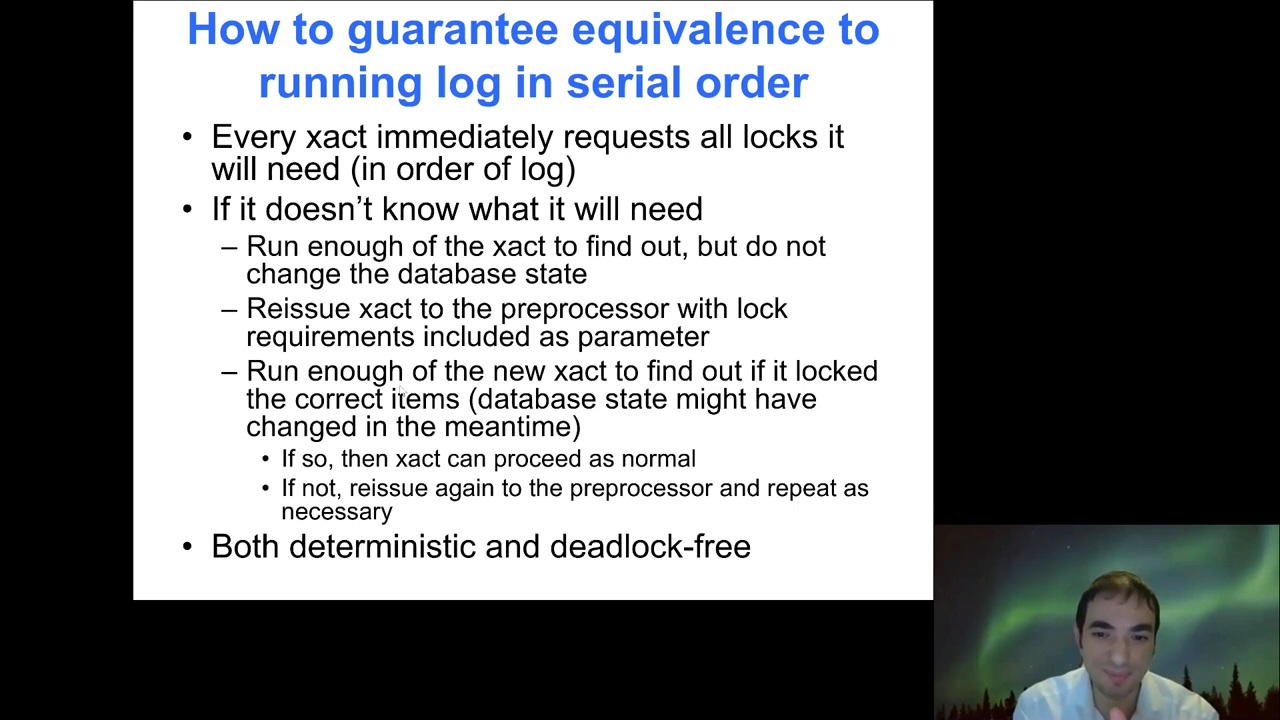 How to guarantee equivalence to
running log in serial order
• Every xact immediately requests all locks it
will need (in order of log)
• If it doesn't know what it will need
– Run enough of the xact to find out, but do not
change the database state
– Reissue xact to the preprocessor with lock
requirements included as parameter
– Run enough of the new xact to find out if it locked
the correct items (database state might have
changed in the meantime)
• If so, then xact can proceed as normal
• If not, reissue again to the preprocessor and repeat as
necessary
• Both deterministic and deadlock-free